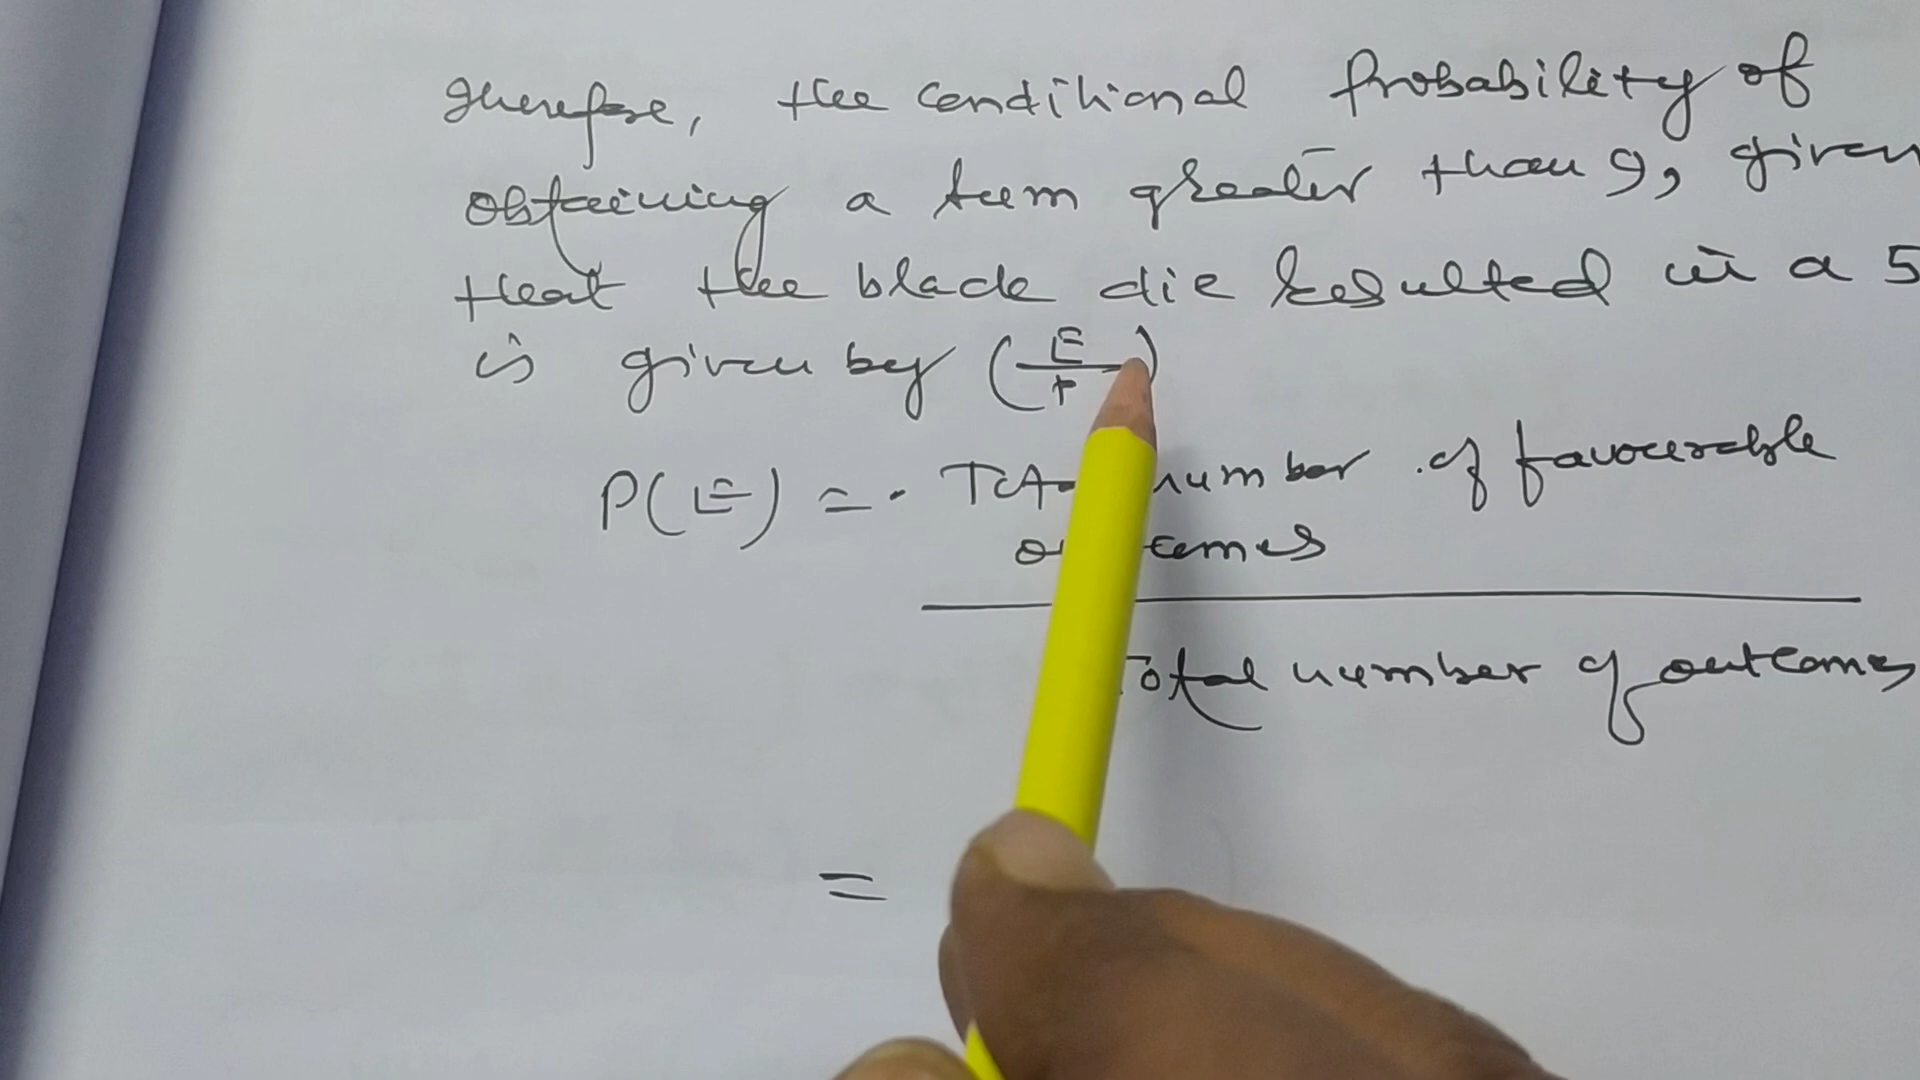 therefore, the conditional probability of
obtaining a sum greater than 9, given
that the black die resulted in a 5
is given by (E/F)
P(E) = number of favourable
outcomes
Total number of outcomes
=